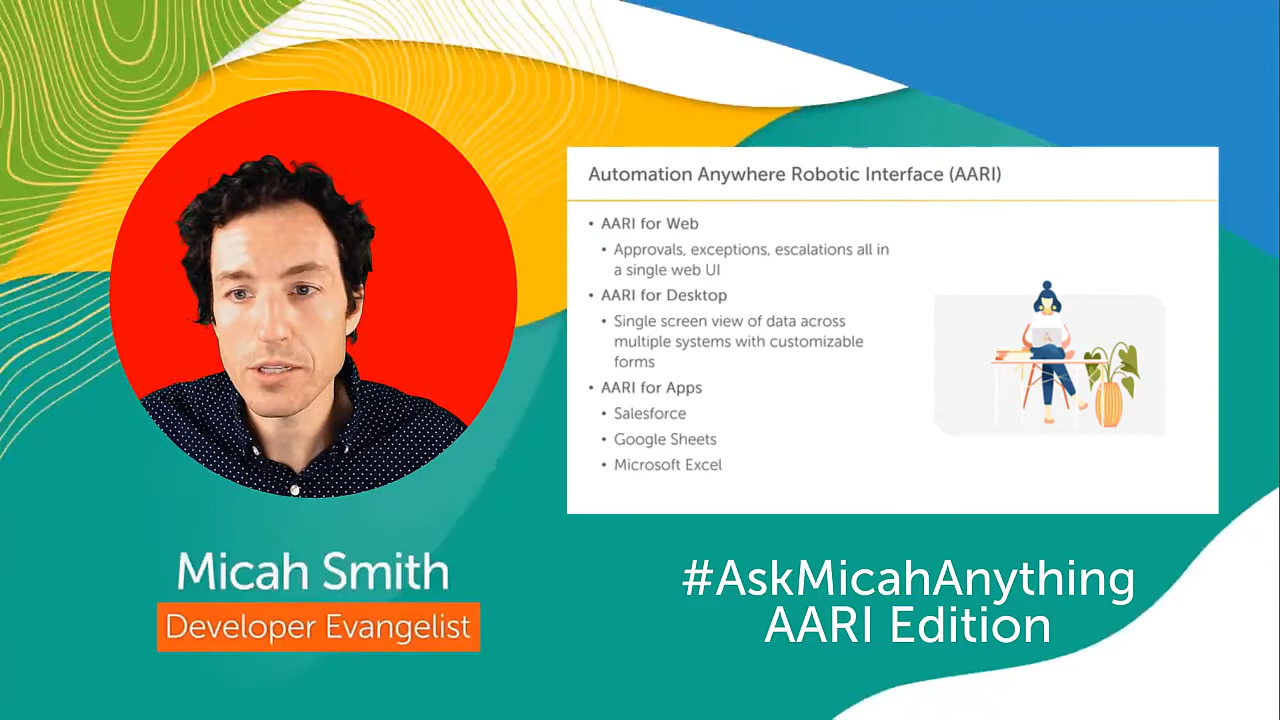 Automation Anywhere Robotic Interface (AARI)
• AARI for Web
• Approvals, exceptions, escalations all in
a single web UI
• AARI for Desktop
• Single screen view of data across
multiple systems with customizable
forms
• AARI for Apps
• Salesforce
• Google Sheets
• Microsoft Excel
Micah Smith
Developer Evangelist
#AskMicahAnything
AARI Edition